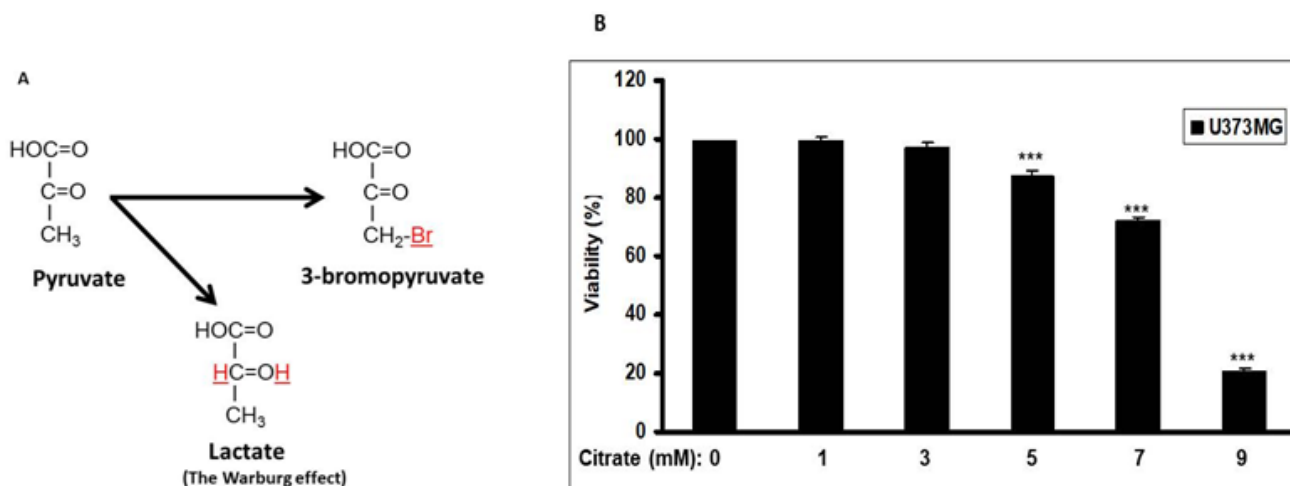 A
HOC=O
C=O
CH3
Pyruvate
HOC=O
C=O
CH2-Br
3-bromopyruvate
HOC=O
HC=OH
CH3
Lactate
(The Warburg effect)
B
120
100
80
60
40
20
0
Viability (%)
U373MG
***
***
***
Citrate (mM): 0 1 3 5 7 9